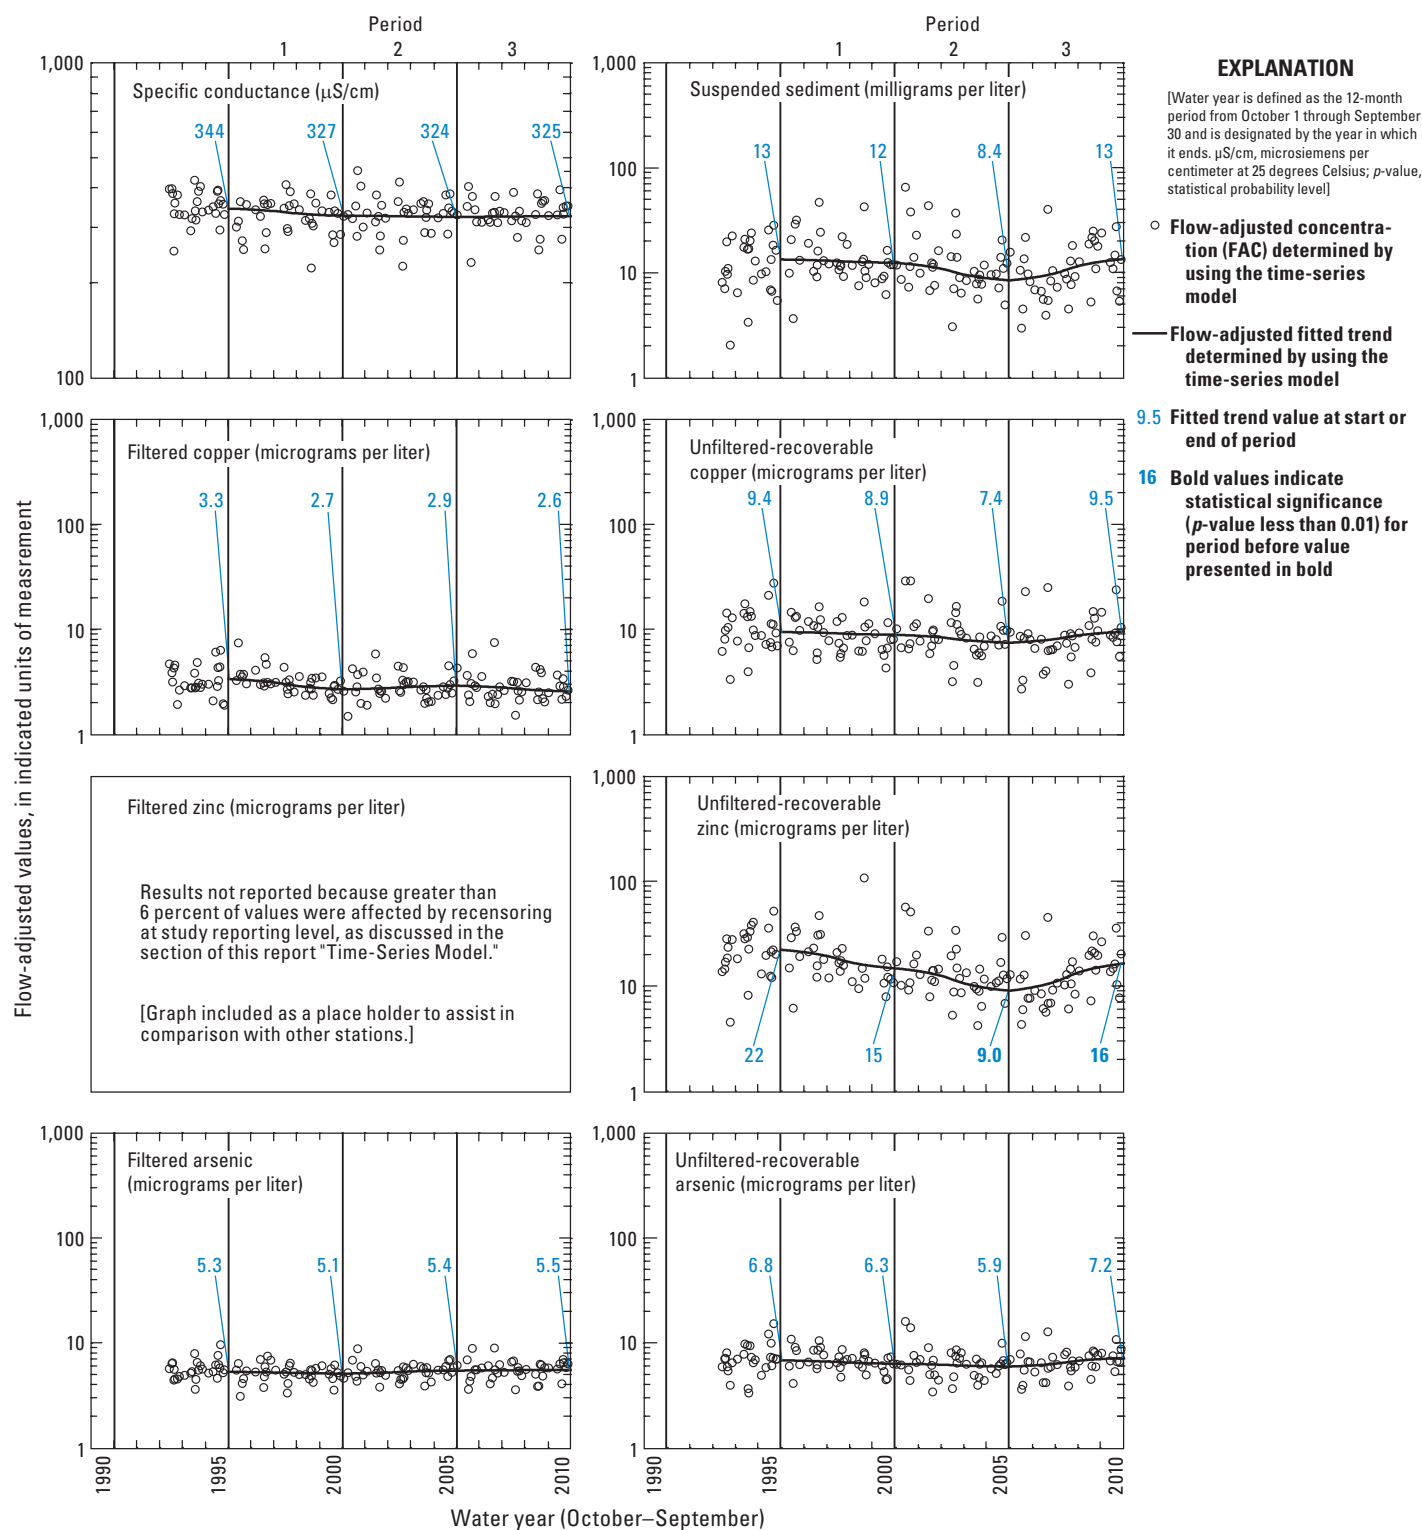 Period
1 2 3
1,000
100
Specific conductance (µS/cm)
344 327 324 325
Period
1 2 3
1,000
100
10
1
Suspended sediment (milligrams per liter)
13 12 8.4 13
1,000
100
10
1
Filtered copper (micrograms per liter)
3.3 2.7 2.9 2.6
1,000
100
10
1
Unfiltered-recoverable
copper (micrograms per liter)
9.4 8.9 7.4 9.5
Filtered zinc (micrograms per liter)
Results not reported because greater than
6 percent of values were affected by recensoring
at study reporting level, as discussed in the
section of this report "Time-Series Model."
[Graph included as a place holder to assist in
comparison with other stations.]
1,000
100
10
1
Unfiltered-recoverable
zinc (micrograms per liter)
22 15 9.0 16
1,000
100
10
1
Filtered arsenic
(micrograms per liter)
5.3 5.1 5.4 5.5
1990 1995 2000 2005 2010
1,000
100
10
1
Unfiltered-recoverable
arsenic (micrograms per liter)
6.8 6.3 5.9 7.2
1990 1995 2000 2005 2010
Flow-adjusted values, in indicated units of measrement
Water year (October–September)
EXPLANATION
[Water year is defined as the 12-month
period from October 1 through September
30 and is designated by the year in which
it ends. µS/cm, microsiemens per
centimeter at 25 degrees Celsius; p-value,
statistical probability level]
Flow-adjusted concentra-
tion (FAC) determined by
using the time-series
model
Flow-adjusted fitted trend
determined by using the
time-series model
9.5 Fitted trend value at start or
end of period
16 Bold values indicate
statistical significance
(p-value less than 0.01) for
period before value
presented in bold